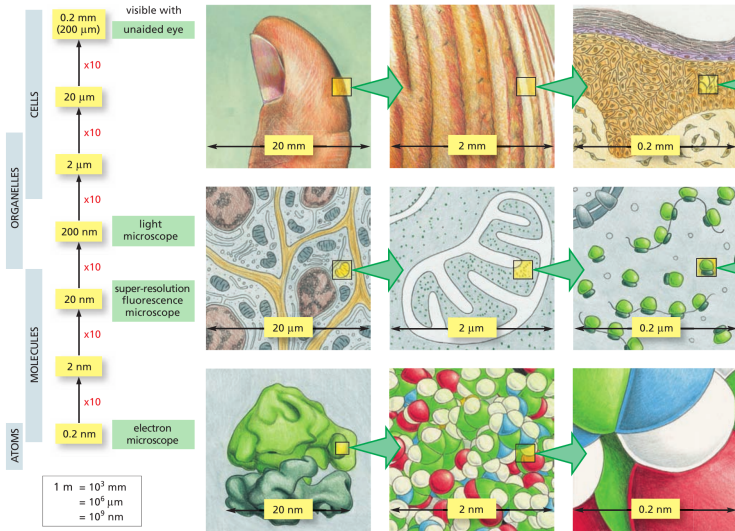 visible with
0.2 mm
(200 μm)
unaided eye
x10
20 μm
x10
2 μm
x10
200 nm
light
microscope
x10
20 nm
super-resolution
fluorescence
microscope
x10
2 nm
x10
0.2 nm
electron
microscope
CELLS
ORGANELLES
MOLECULES
ATOMS
1 m = 10³ mm
= 10⁶ μm
= 10⁹ nm
20 mm
2 mm
0.2 mm
20 μm
2 μm
0.2 μm
20 nm
2 nm
0.2 nm